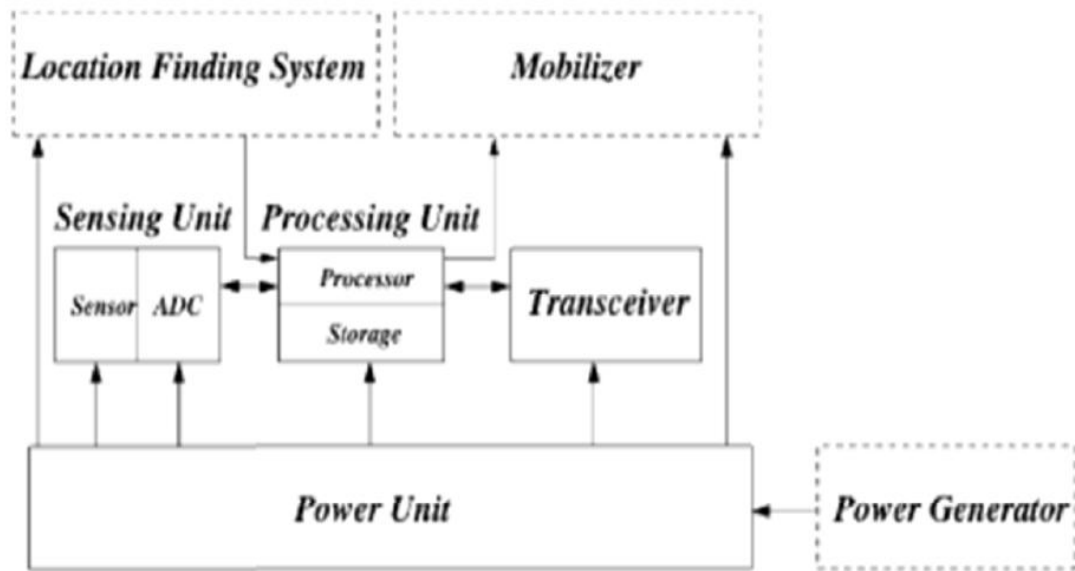 Location Finding System
Mobilizer
Sensing Unit
Processing Unit
Sensor
ADC
Processor
Storage
Transceiver
Power Unit
Power Generator